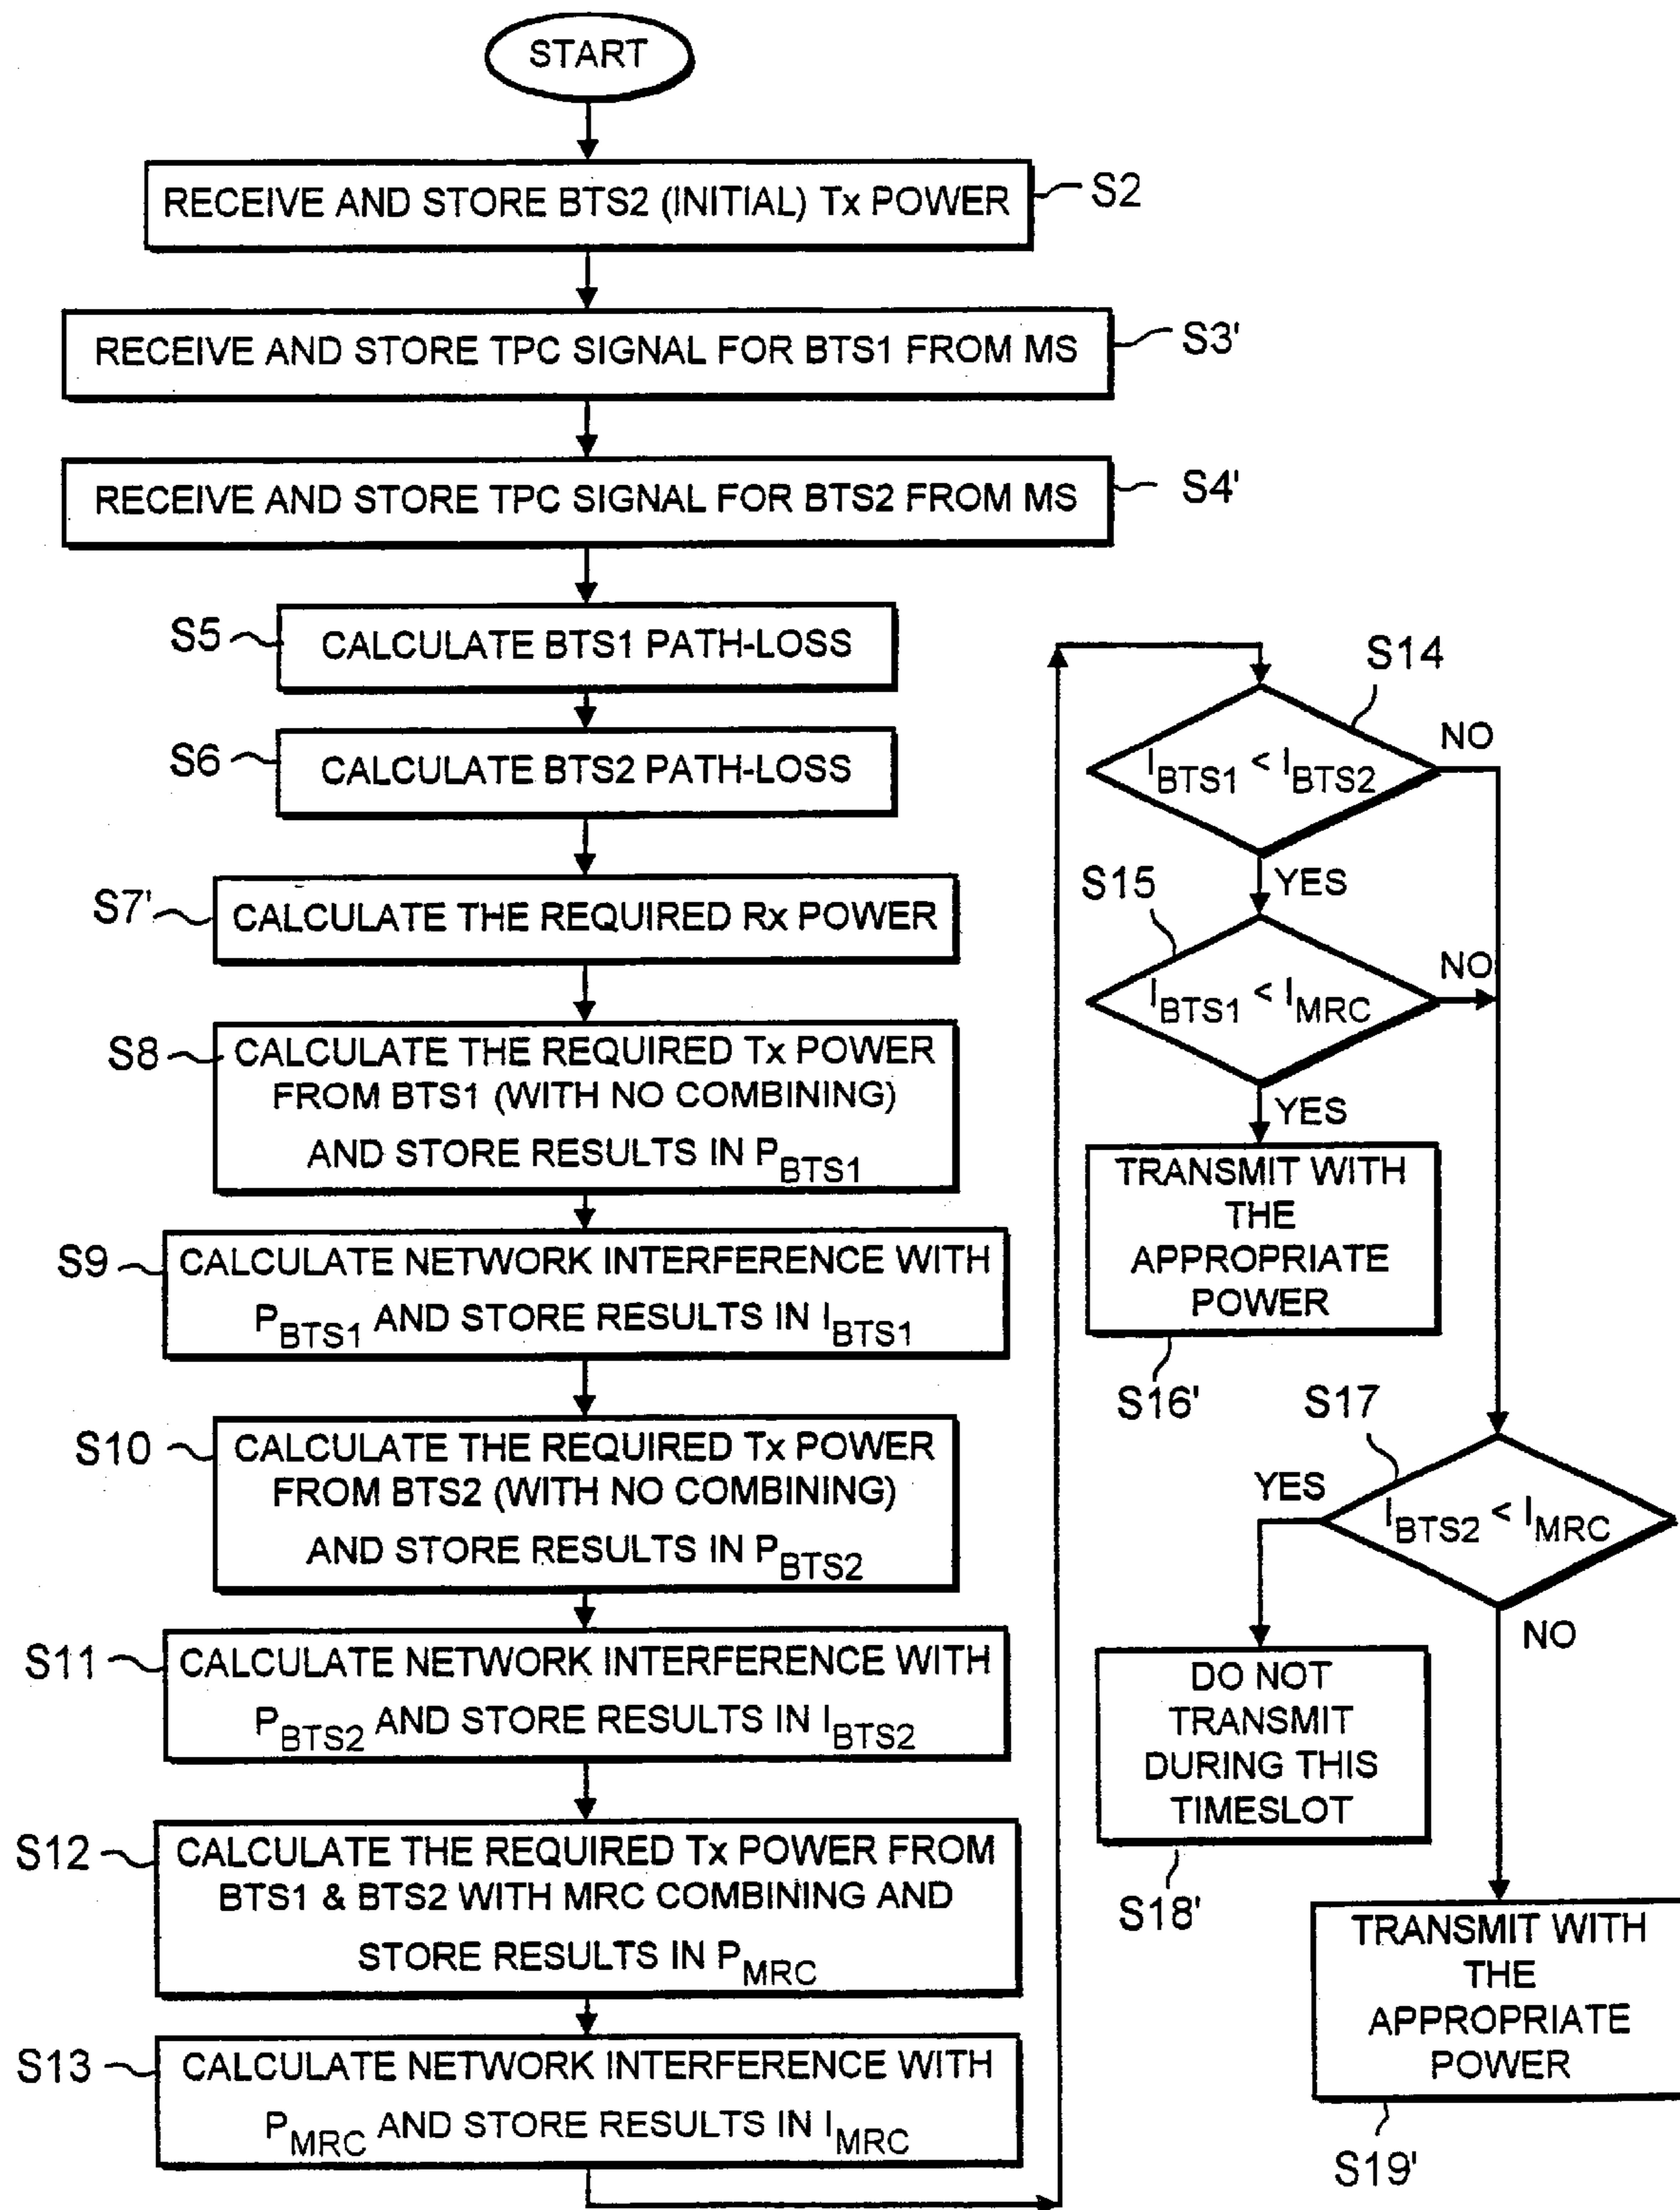 START
RECEIVE AND STORE BTS2 (INITIAL) Tx POWER
S2
RECEIVE AND STORE TPC SIGNAL FOR BTS1 FROM MS
S3'
RECEIVE AND STORE TPC SIGNAL FOR BTS2 FROM MS
S4'
S5
CALCULATE BTS1 PATH-LOSS
S6
CALCULATE BTS2 PATH-LOSS
S7'
CALCULATE THE REQUIRED Rx POWER
S8
CALCULATE THE REQUIRED Tx POWER
FROM BTS1 (WITH NO COMBINING)
AND STORE RESULTS IN PBTS1
S9
CALCULATE NETWORK INTERFERENCE WITH
PBTS1 AND STORE RESULTS IN IBTS1
S10
CALCULATE THE REQUIRED Tx POWER
FROM BTS2 (WITH NO COMBINING)
AND STORE RESULTS IN PBTS2
S11
CALCULATE NETWORK INTERFERENCE WITH
PBTS2 AND STORE RESULTS IN IBTS2
S12
CALCULATE THE REQUIRED Tx POWER FROM
BTS1 & BTS2 WITH MRC COMBINING AND
STORE RESULTS IN PMRC
S13
CALCULATE NETWORK INTERFERENCE WITH
PMRC AND STORE RESULTS IN IMRC
S14
IBTS1 < IBTS2
NO
YES
S15
IBTS1 < IMRC
NO
YES
TRANSMIT WITH
THE
APPROPRIATE
POWER
S16'
S17
IBTS2 < IMRC
YES
NO
DO NOT
TRANSMIT
DURING THIS
TIMESLOT
S18'
TRANSMIT WITH
THE
APPROPRIATE
POWER
S19'